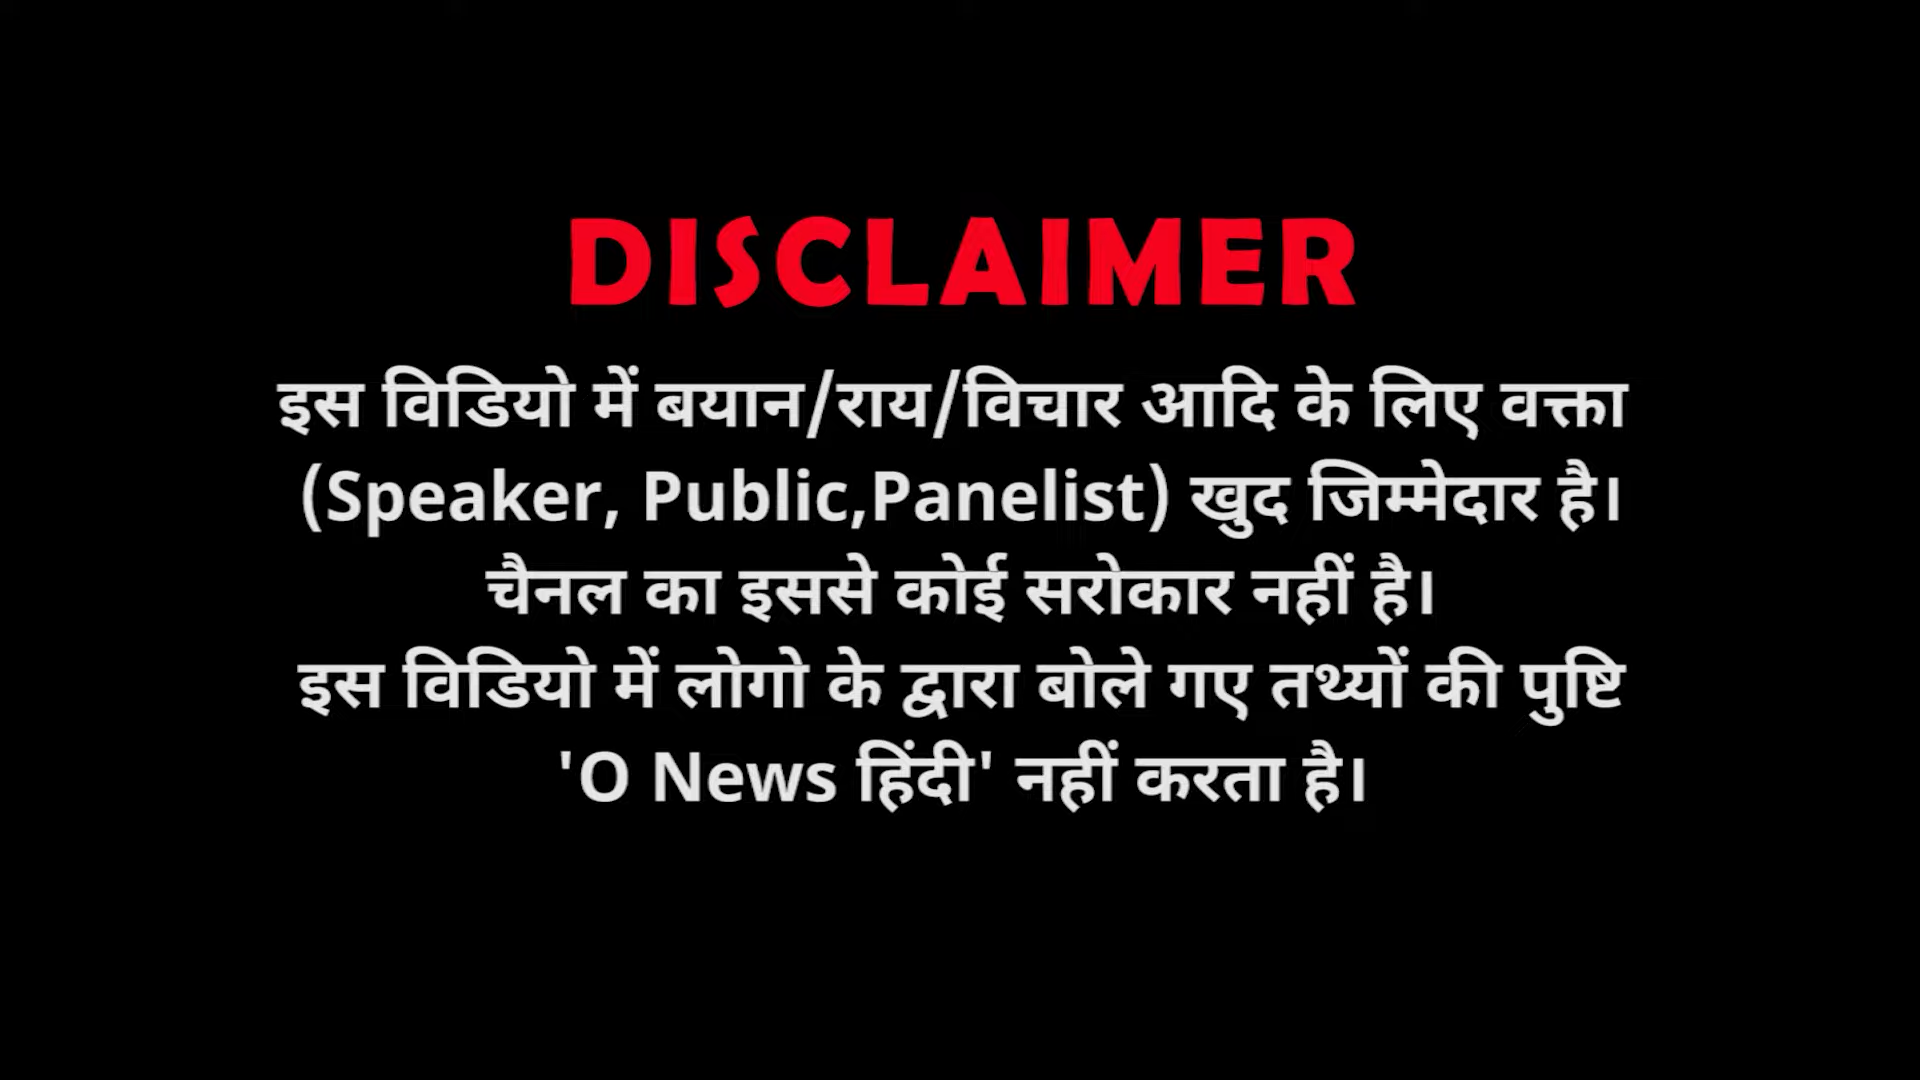 DISCLAIMER
इस विडियो में बयान/राय/विचार आदि के लिए वक्ता
(Speaker, Public,Panelist) खुद जिम्मेदार है।
चैनल का इससे कोई सरोकार नहीं है।
इस विडियो में लोगो के द्वारा बोले गए तथ्यों की पुष्टि
'O News हिंदी' नहीं करता है।